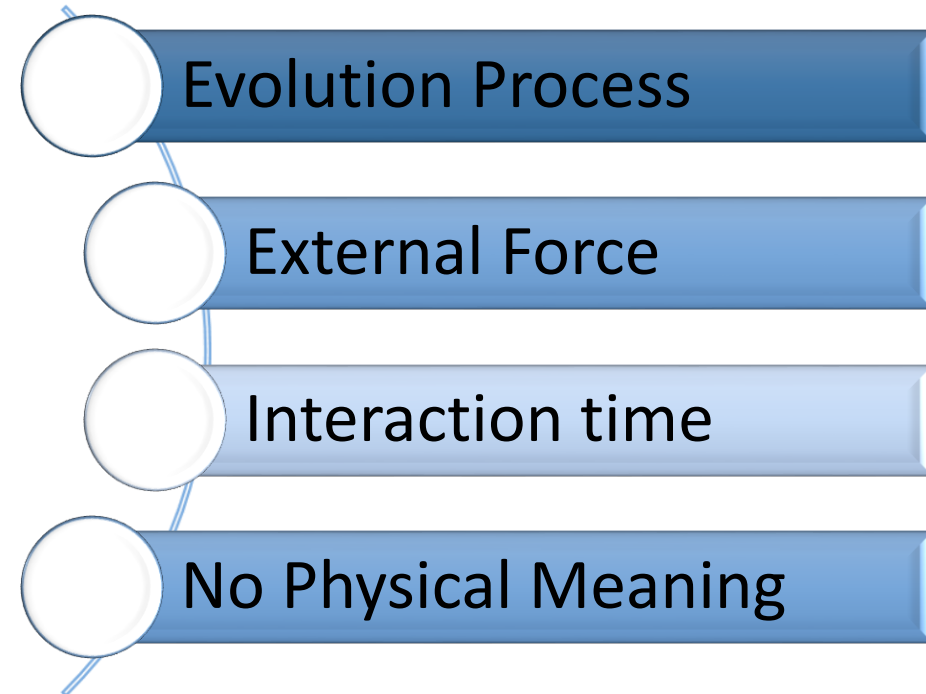 Evolution Process
External Force
Interaction time
No Physical Meaning